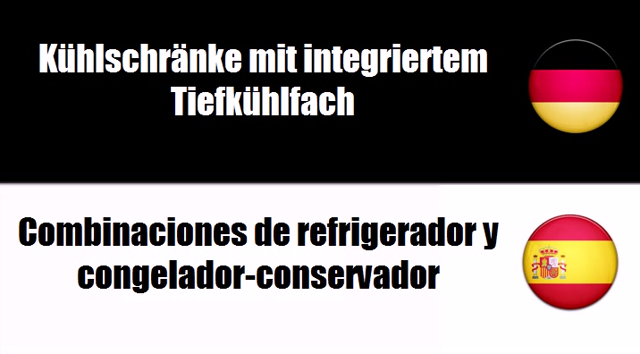 Kühlschränke mit integriertem
Tiefkühlfach
Combinaciones de refrigerador y
congelador-conservador